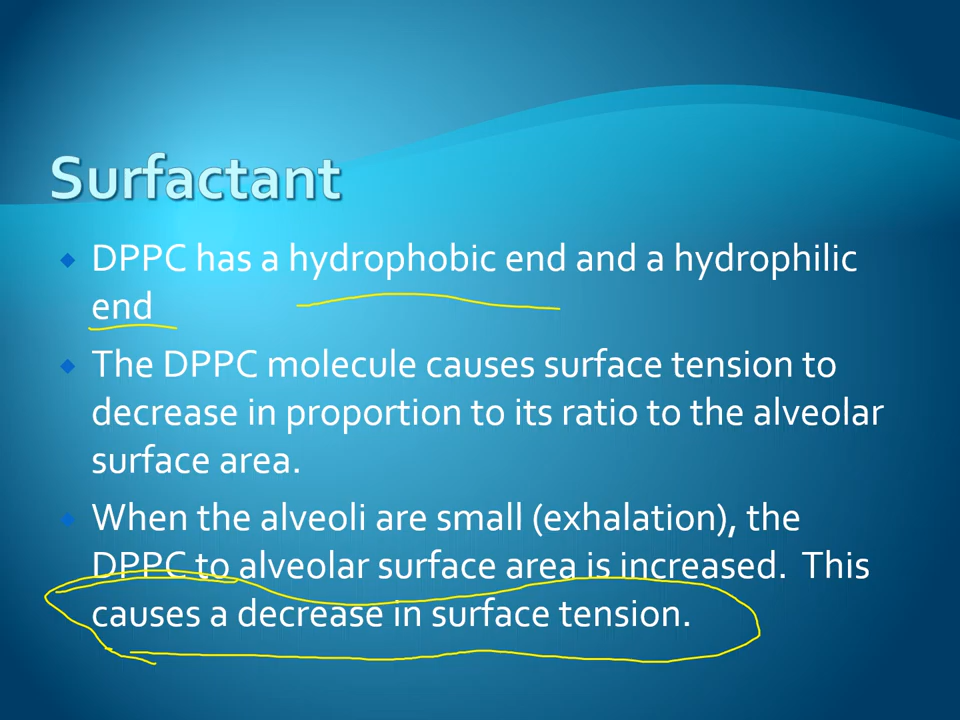 Surfactant
DPPC has a hydrophobic end and a hydrophilic
end
The DPPC molecule causes surface tension to
decrease in proportion to its ratio to the alveolar
surface area.
When the alveoli are small (exhalation), the
DPPC to alveolar surface area is increased.  This
causes a decrease in surface tension.